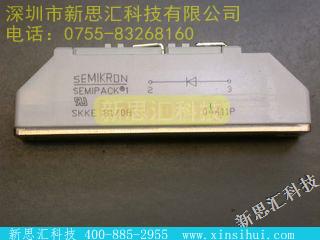 深圳市新思汇科技有限公司
电话：0755-83268160
SEMIKRON
SEMIPACK®1
2 3
SKKE 81/08
新思汇科技
新思汇科技 400-885-2955 www.xinsihui.com